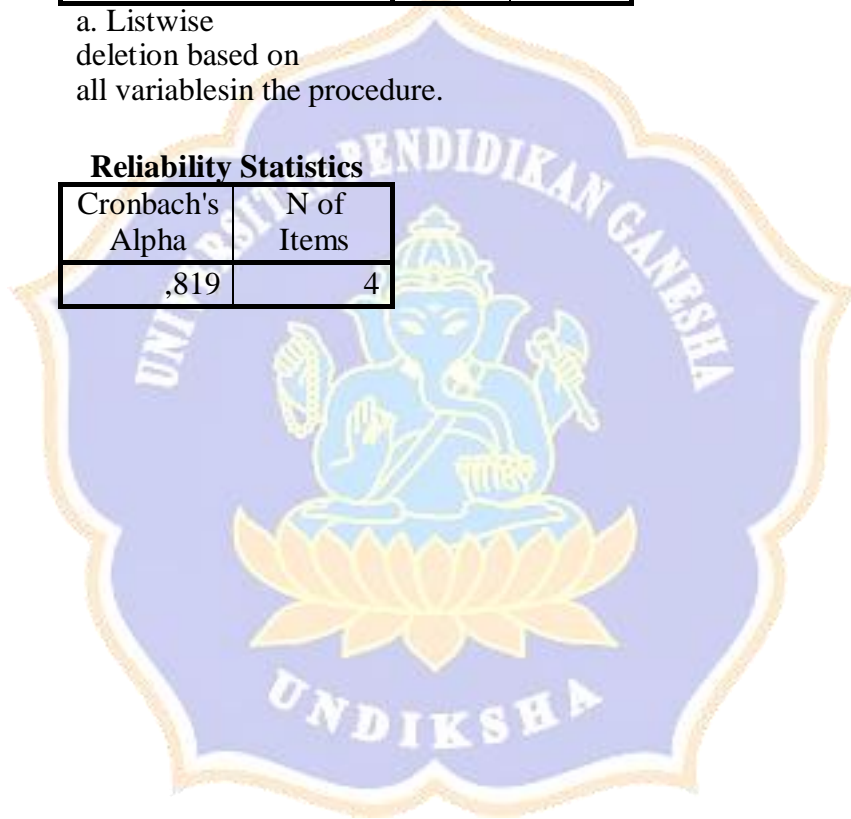 a. Listwise
deletion based on
all variablesin the procedure.
Reliability Statistics
Cronbach's Alpha N of Items
,819 4
UNIVERSITAS PENDIDIKAN GANESHA
UNDIKSHA